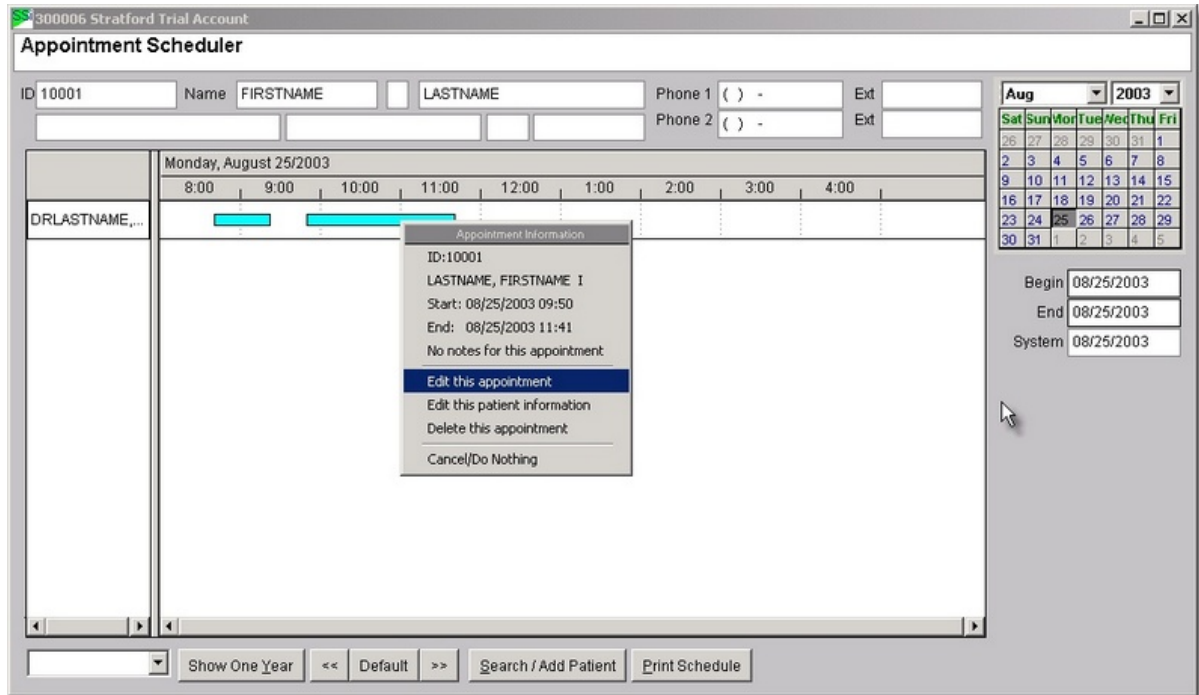 SS 300006 Stratford Trial Account
Appointment Scheduler
ID 10001 Name FIRSTNAME LASTNAME Phone 1 ( ) - Ext
Phone 2 ( ) - Ext
Aug 2003
Sat Sun Mon Tue Wed Thu Fri
26 27 28 29 30 31 1
2 3 4 5 6 7 8
9 10 11 12 13 14 15
16 17 18 19 20 21 22
23 24 25 26 27 28 29
30 31 1 2 3 4 5
Monday, August 25/2003
8:00 9:00 10:00 11:00 12:00 1:00 2:00 3:00 4:00
DRLASTNAME,...
Appointment Information
ID:10001
LASTNAME, FIRSTNAME I
Start: 08/25/2003 09:50
End: 08/25/2003 11:41
No notes for this appointment
Edit this appointment
Edit this patient information
Delete this appointment
Cancel/Do Nothing
Begin 08/25/2003
End 08/25/2003
System 08/25/2003
Show One Year << Default >> Search / Add Patient Print Schedule